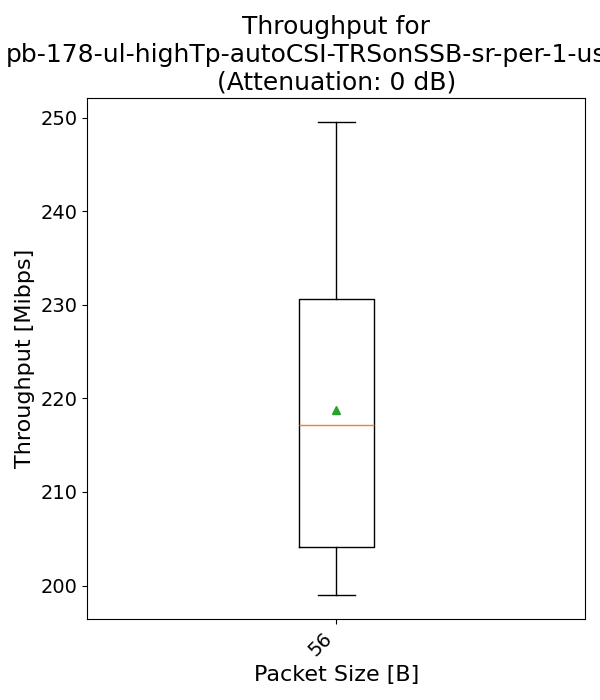 Throughput for
pb-178-ul-highTp-autoCSI-TRSonSSB-sr-per-1-us
(Attenuation: 0 dB)
250
240
230
220
210
200
Throughput [Mibps]
56
Packet Size [B]